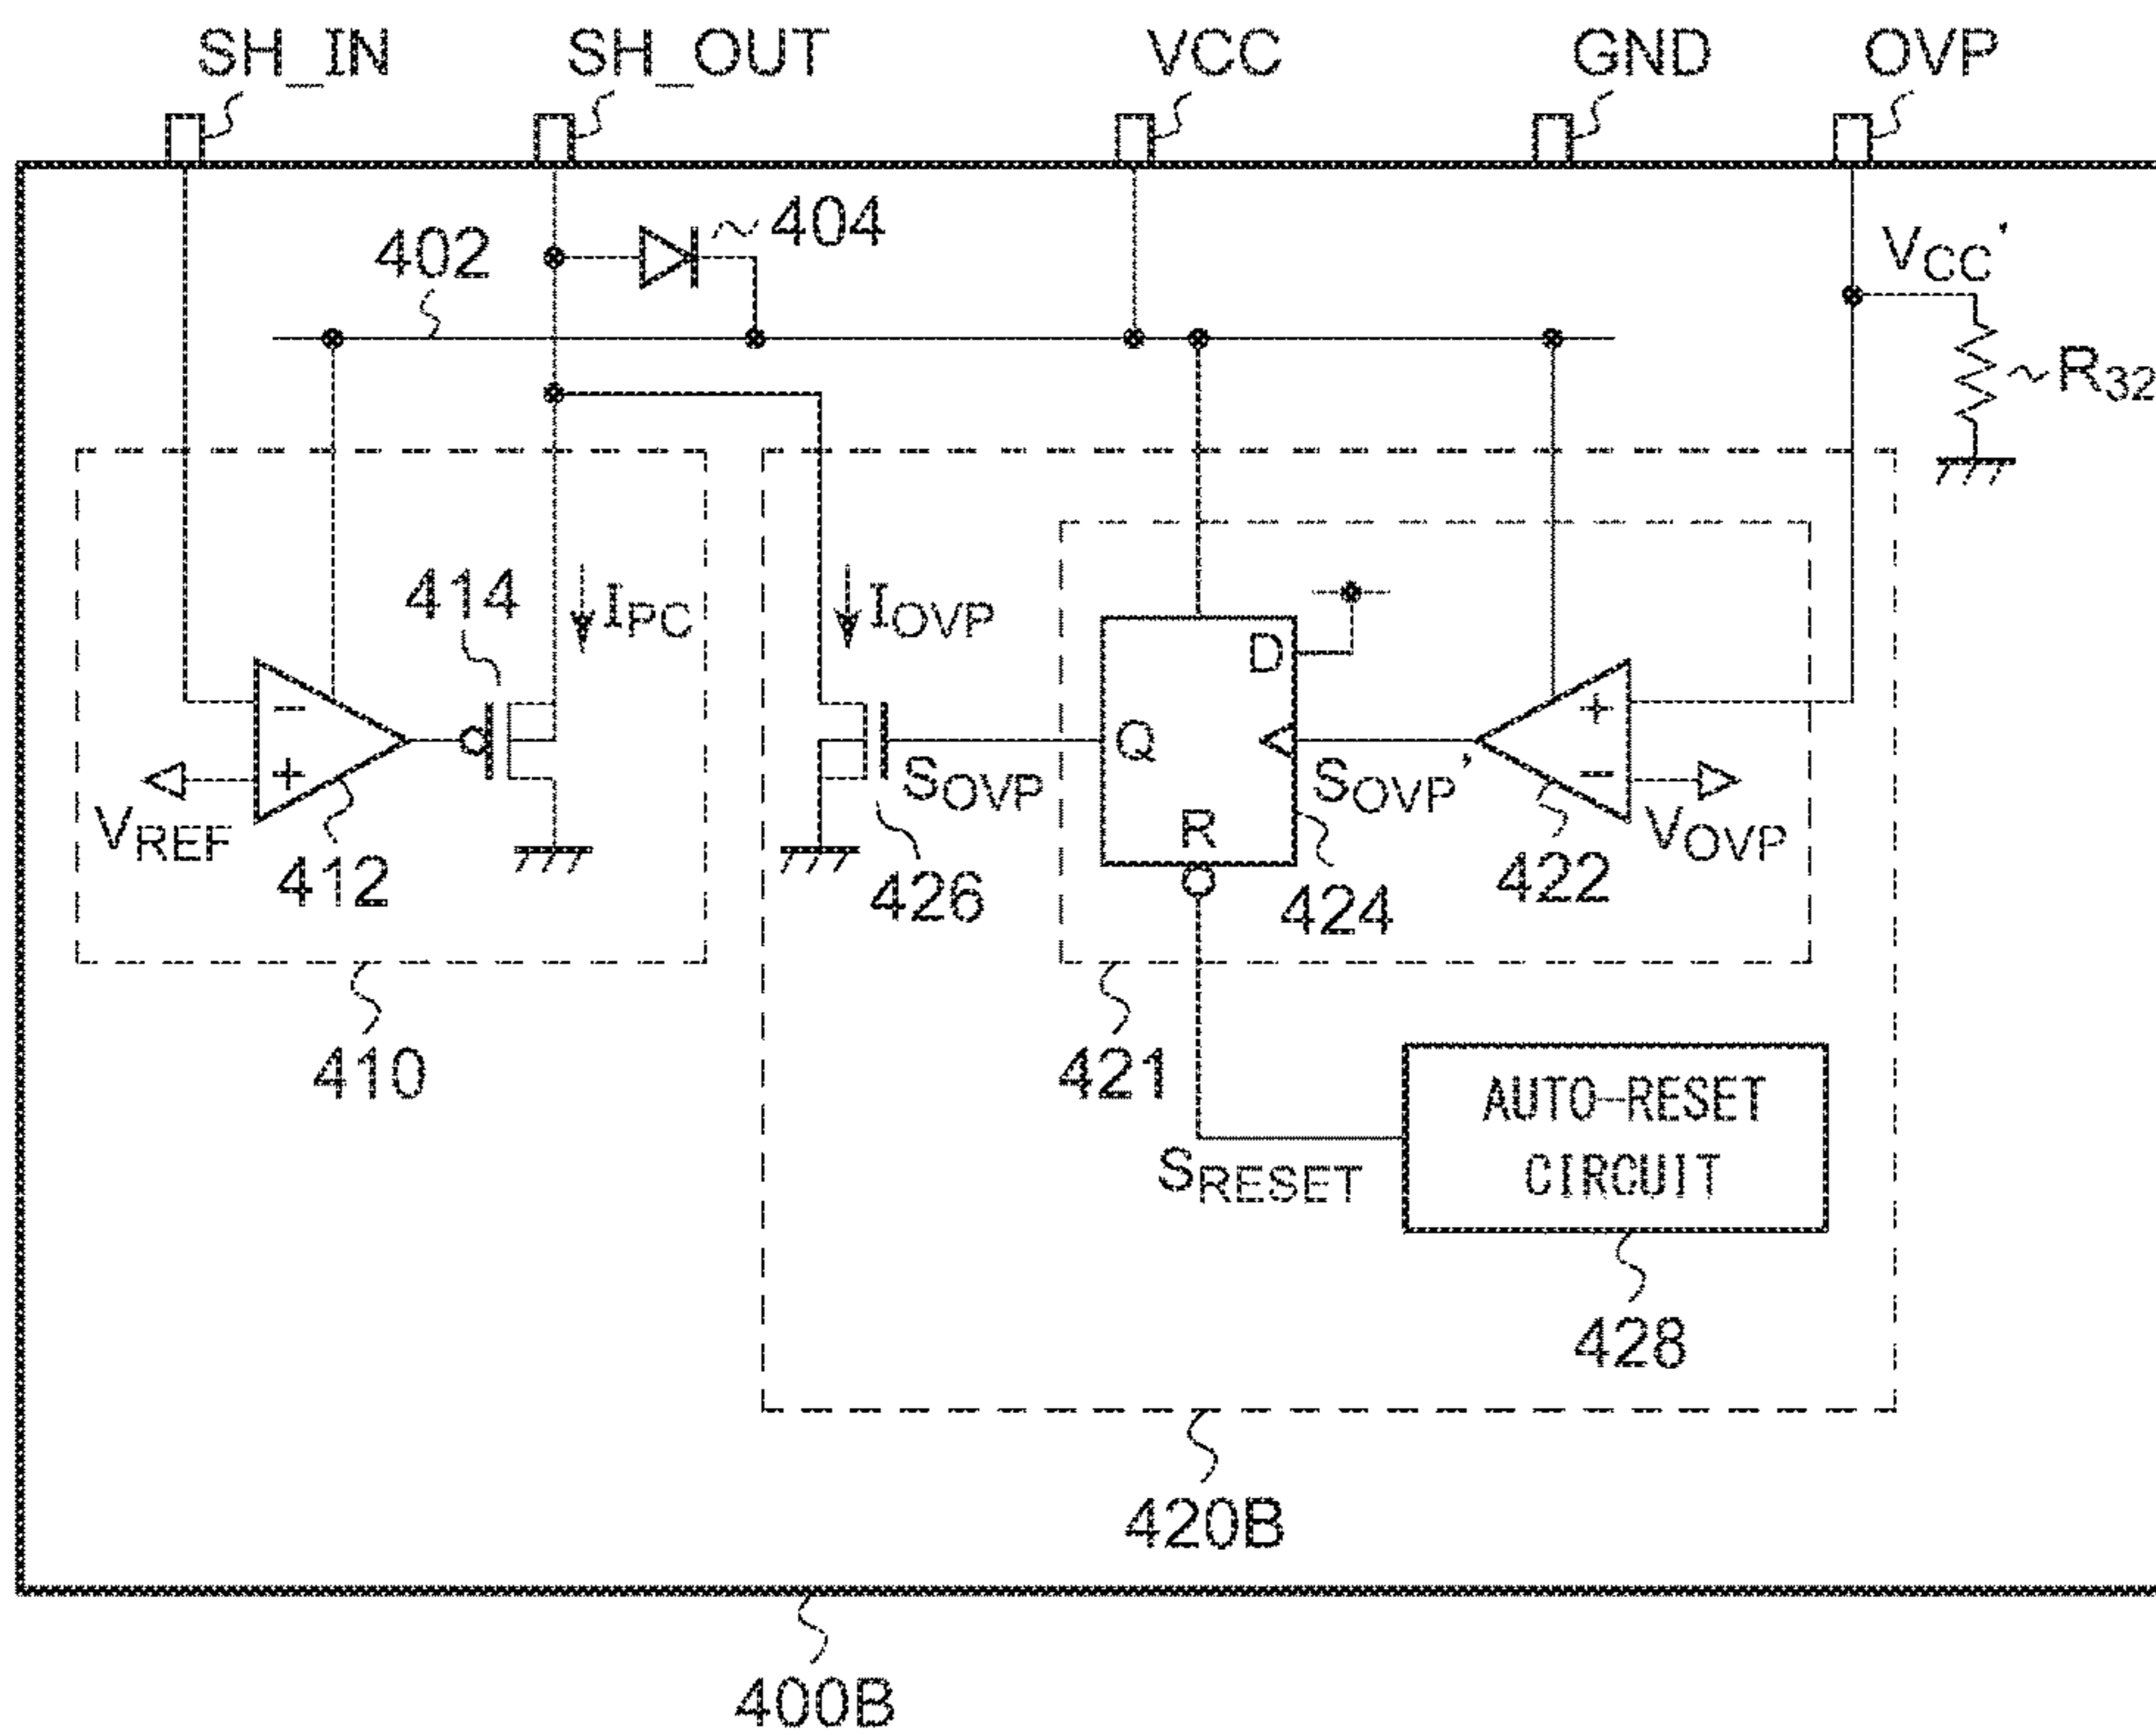 SH_IN SH_OUT VCC GND OVP
404
402
VCC'
R32
414 IPC IOVP
D
Q
SOVP SOVP'
R
VREF
412
426
424
422
VOVP
- +
+ -
410
421
AUTO-RESET
CIRCUIT
SRESET
428
420B
400B